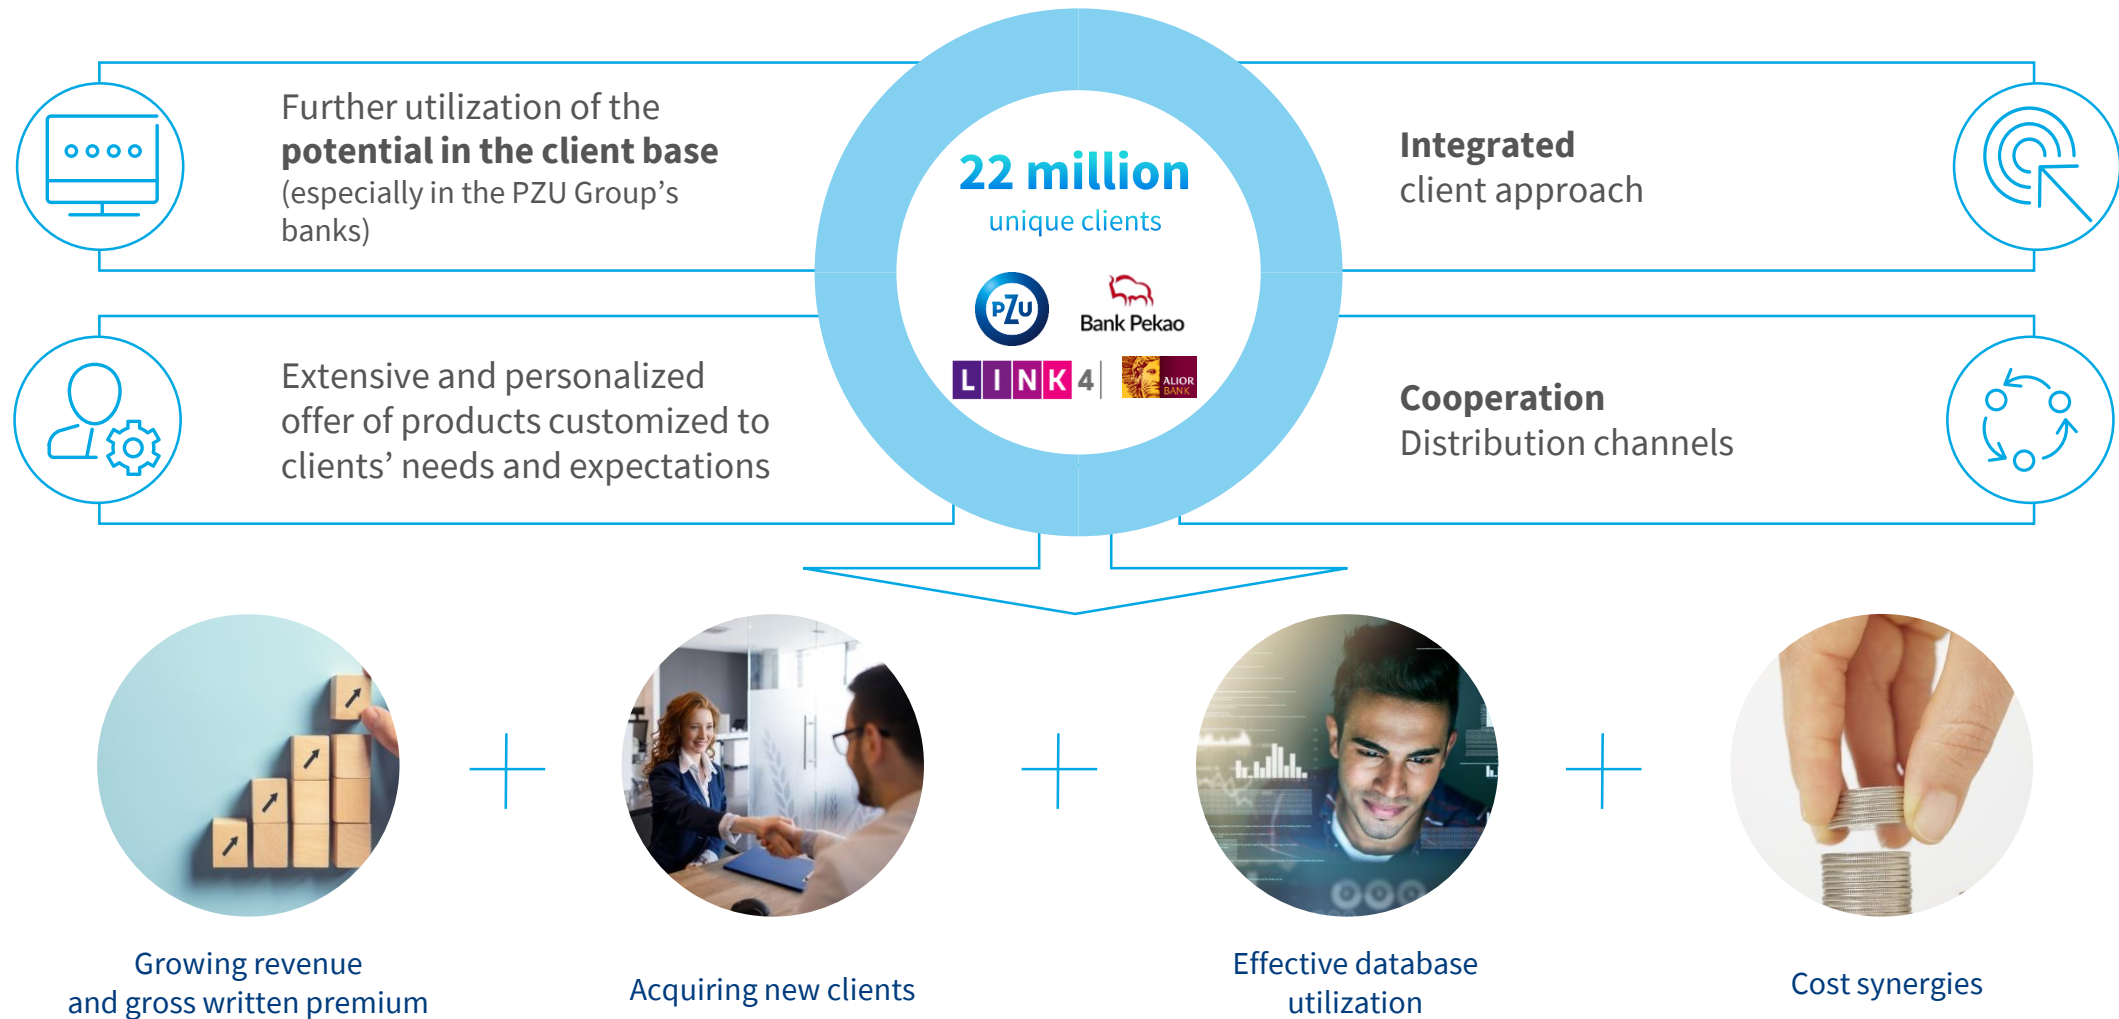 Further utilization of the
potential in the client base
(especially in the PZU Group's
banks)
Extensive and personalized
offer of products customized to
clients' needs and expectations
22 million
unique clients
PZU
Bank Pekao
LINK4
ALIOR
BANK
Integrated
client approach
Cooperation
Distribution channels
Growing revenue
and gross written premium
Acquiring new clients
Effective database
utilization
Cost synergies